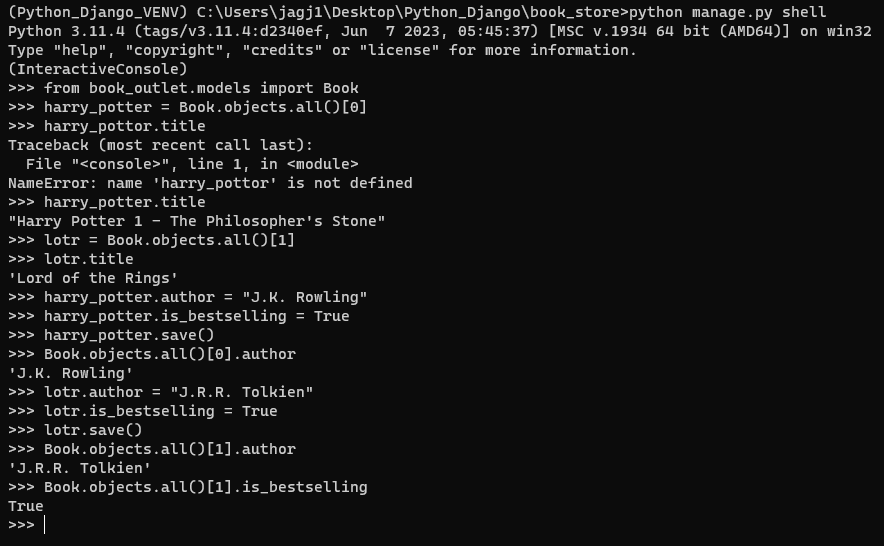 (Python_Django_VENV) C:\Users\jagj1\Desktop\Python_Django\book_store>python manage.py shell
Python 3.11.4 (tags/v3.11.4:d2340ef, Jun  7 2023, 05:45:37) [MSC v.1934 64 bit (AMD64)] on win32
Type "help", "copyright", "credits" or "license" for more information.
(InteractiveConsole)
>>> from book_outlet.models import Book
>>> harry_potter = Book.objects.all()[0]
>>> harry_pottor.title
Traceback (most recent call last):
  File "<console>", line 1, in <module>
NameError: name 'harry_pottor' is not defined
>>> harry_potter.title
"Harry Potter 1 - The Philosopher's Stone"
>>> lotr = Book.objects.all()[1]
>>> lotr.title
'Lord of the Rings'
>>> harry_potter.author = "J.K. Rowling"
>>> harry_potter.is_bestselling = True
>>> harry_potter.save()
>>> Book.objects.all()[0].author
'J.K. Rowling'
>>> lotr.author = "J.R.R. Tolkien"
>>> lotr.is_bestselling = True
>>> lotr.save()
>>> Book.objects.all()[1].author
'J.R.R. Tolkien'
>>> Book.objects.all()[1].is_bestselling
True
>>>